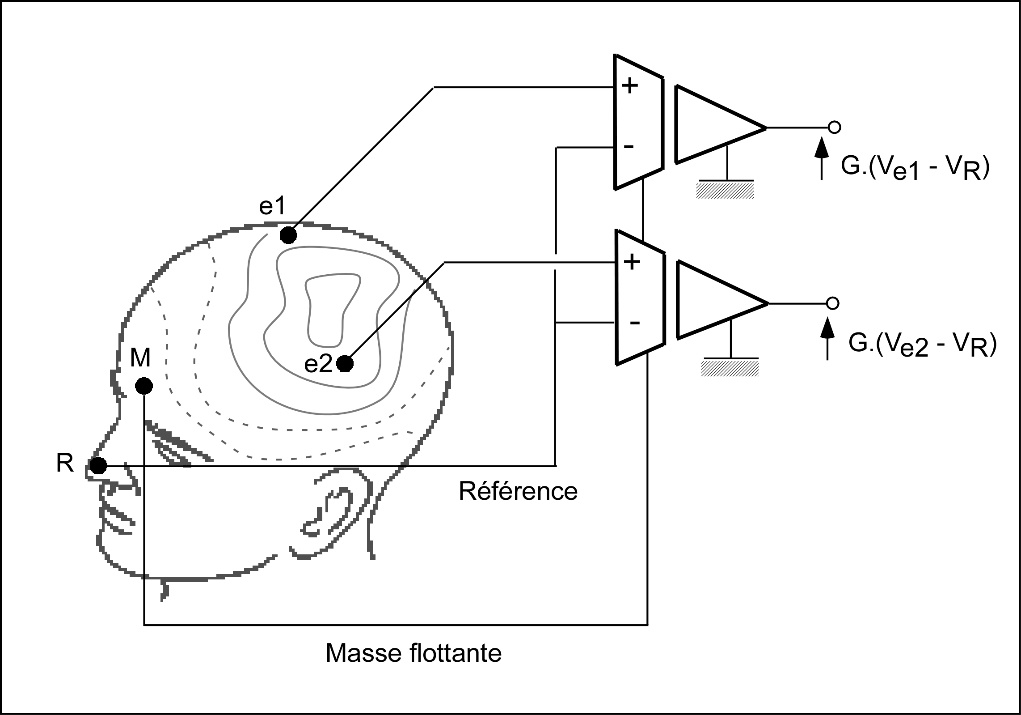 +
-
G.(Ve1 - VR)
e1
+
-
G.(Ve2 - VR)
e2
M
R
Référence
Masse flottante